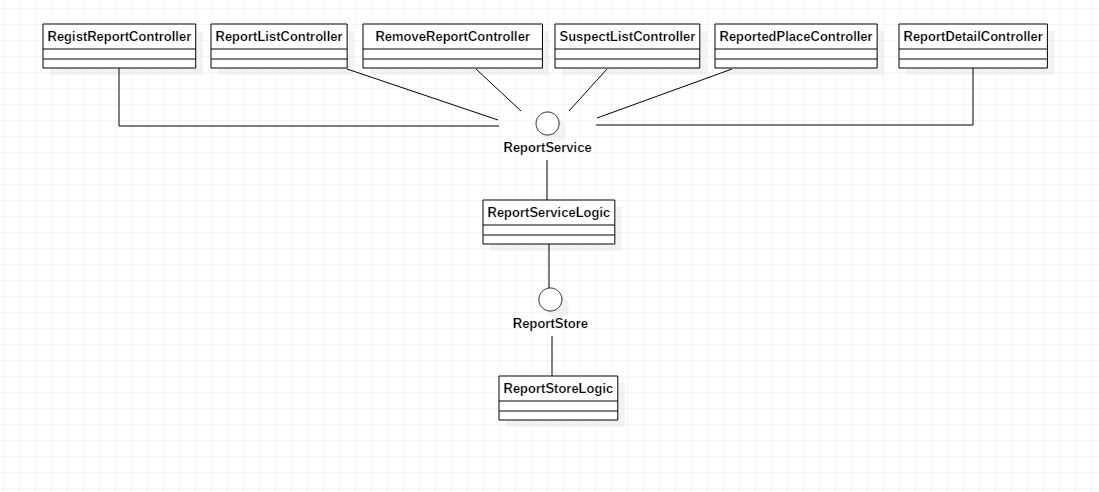 RegistReportController
ReportListController
RemoveReportController
SuspectListController
ReportedPlaceController
ReportDetailController
ReportService
ReportServiceLogic
ReportStore
ReportStoreLogic